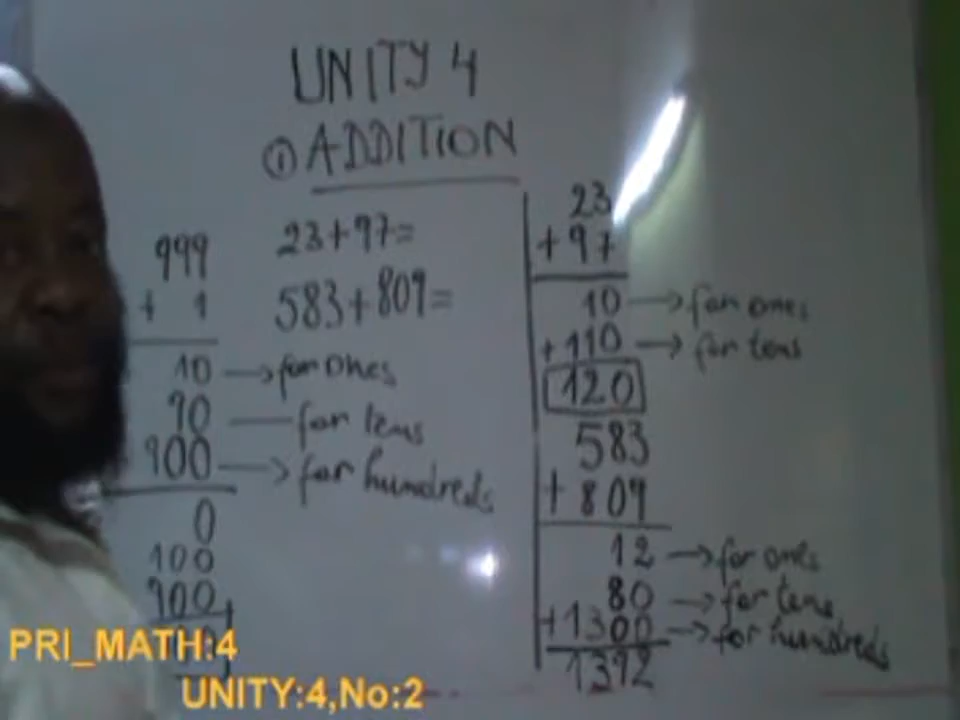 UNITY 4
① ADDITION
999
+ 1
10 → for ones
90 — for tens
900 → for hundreds
0
100
900
23+97=
583+809=
23
+97
10 → for ones
+110 → for tens
120
583
+809
12 → for ones
80 → for tens
+1300 → for hundreds
1392
PRI_MATH:4
UNITY:4,No:2